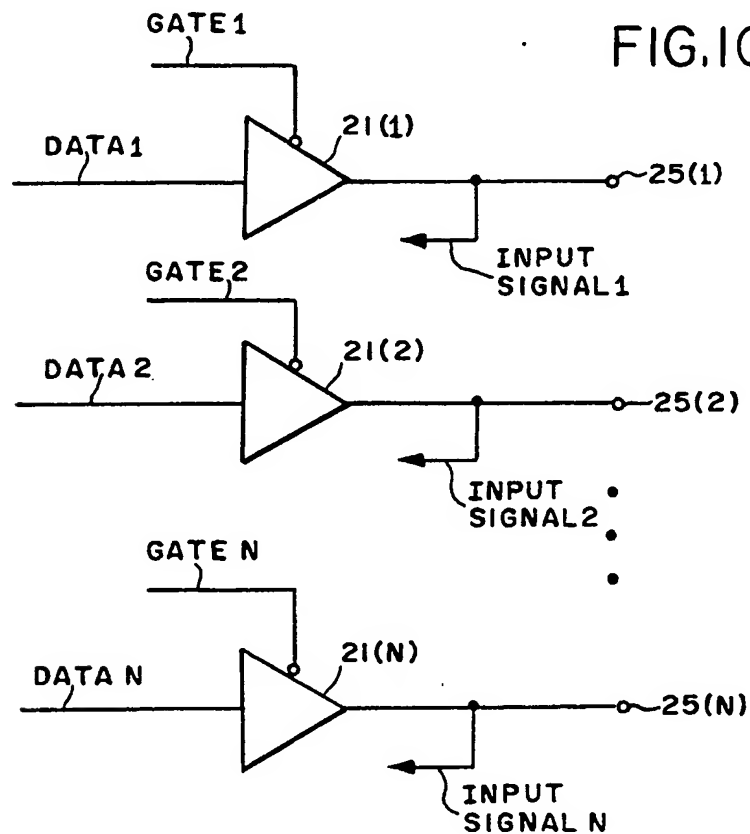 GATE 1
FIG.10
21(1)
DATA 1
25(1)
INPUT
SIGNAL 1
GATE 2
21(2)
DATA 2
25(2)
INPUT
SIGNAL 2
GATE N
21(N)
DATA N
25(N)
INPUT
SIGNAL N